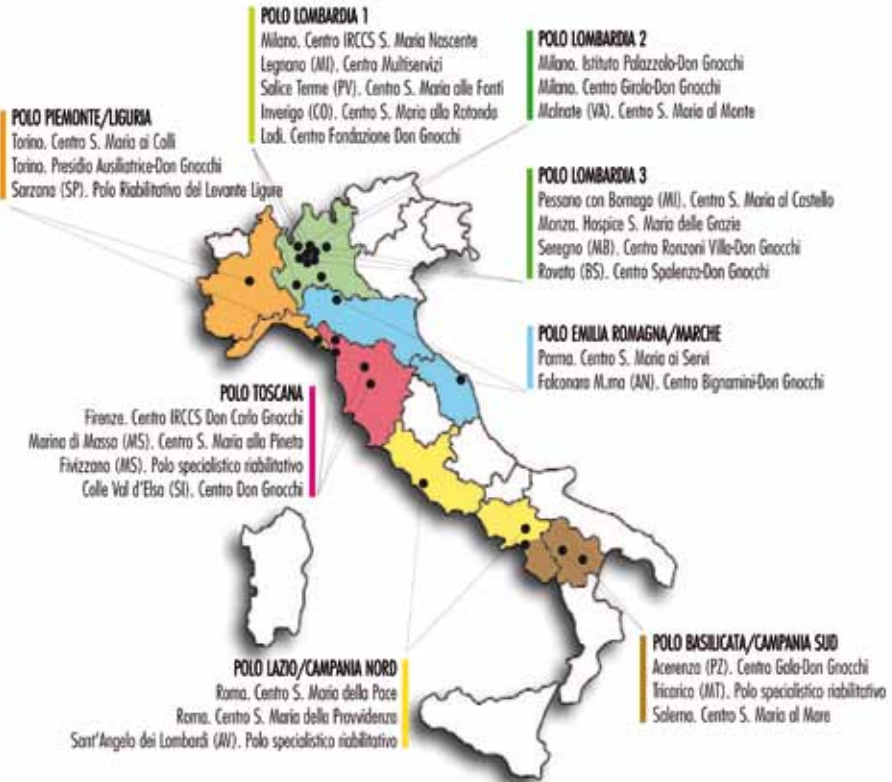 POLO LOMBARDIA 1
Milano. Centro IRCCS S. Maria Nascente
Legnano (MI). Centro Multiservizi
Salice Terme (PV). Centro S. Maria alle Fonti
Inverigo (CO). Centro S. Maria alla Rotonda
Lodi. Centro Fondazione Don Gnocchi
POLO LOMBARDIA 2
Milano. Istituto Palazzolo-Don Gnocchi
Milano. Centro Girola-Don Gnocchi
Malnate (VA). Centro S. Maria al Monte
POLO PIEMONTE/LIGURIA
Torino. Centro S. Maria ai Colli
Torino. Presidio Ausiliatrice-Don Gnocchi
Sarzana (SP). Polo Riabilitativo del Levante Ligure
POLO LOMBARDIA 3
Pessano con Bornago (MI). Centro S. Maria al Castello
Monza. Hospice S. Maria delle Grazie
Seregno (MB). Centro Ronzoni Villa-Don Gnocchi
Rovato (BS). Centro Spalenza-Don Gnocchi
POLO EMILIA ROMAGNA/MARCHE
Parma. Centro S. Maria ai Servi
Falconara M.ma (AN). Centro Bignamini-Don Gnocchi
POLO TOSCANA
Firenze. Centro IRCCS Don Carlo Gnocchi
Marina di Massa (MS). Centro S. Maria alla Pineta
Fivizzano (MS). Polo specialistico riabilitativo
Colle Val d'Elsa (SI). Centro Don Gnocchi
POLO LAZIO/CAMPANIA NORD
Roma. Centro S. Maria della Pace
Roma. Centro S. Maria della Provvidenza
Sant'Angelo dei Lombardi (AV). Polo specialistico riabilitativo
POLO BASILICATA/CAMPANIA SUD
Acerenza (PZ). Centro Gala-Don Gnocchi
Tricarico (MT). Polo specialistico riabilitativo
Salerno. Centro S. Maria al Mare